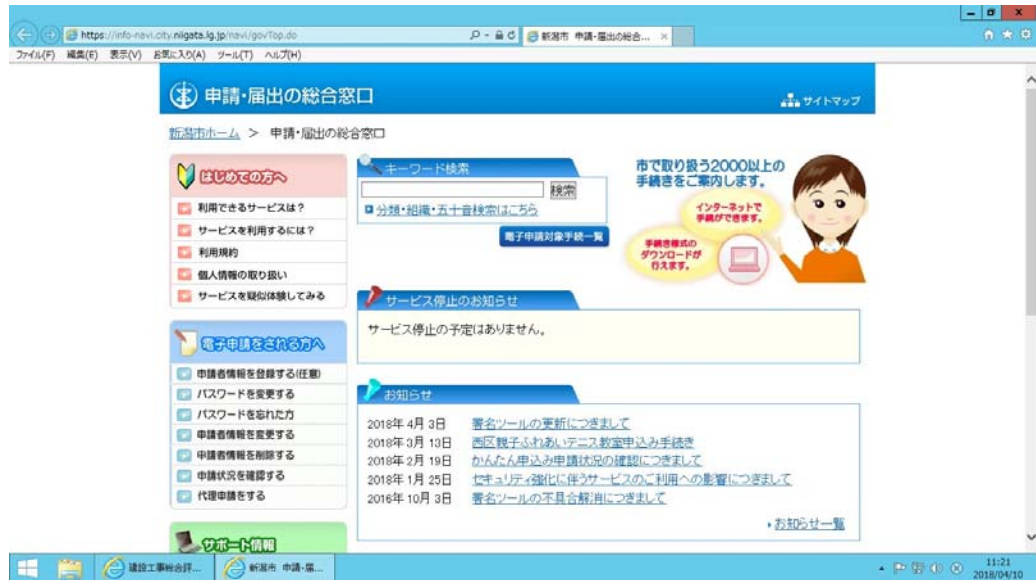 https://info-navi.city.niigata.lg.jp/navi/govTop.do
新潟市 申請・届出の総合...
ファイル(F) 編集(E) 表示(V) お気に入り(A) ツール(T) ヘルプ(H)
申請・届出の総合窓口
サイトマップ
新潟市ホーム > 申請・届出の総合窓口
はじめての方へ
利用できるサービスは?
サービスを利用するには?
利用規約
個人情報の取り扱い
サービスを疑似体験してみる
電子申請をされる方へ
申請者情報を登録する(任意)
パスワードを変更する
パスワードを忘れた方
申請者情報を変更する
申請者情報を削除する
申請状況を確認する
代理申請をする
サポート情報
キーワード検索
検索
分類・組織・五十音検索はこちら
電子申請対象手続一覧
市で取り扱う2000以上の
手続きをご案内します。
インターネットで
手続ができます。
手続き様式の
ダウンロードが
行えます。
サービス停止のお知らせ
サービス停止の予定はありません。
お知らせ
2018年 4月 3日 署名ツールの更新につきまして
2018年 3月 13日 西区親子ふれあいテニス教室申込み手続き
2018年 2月 19日 かんたん申込み申請状況の確認につきまして
2018年 1月 25日 セキュリティ強化に伴うサービスのご利用への影響につきまして
2016年 10月 3日 署名ツールの不具合解消につきまして
お知らせ一覧
建設工事総合評...
新潟市 申請・届...
11:21
2018/04/10